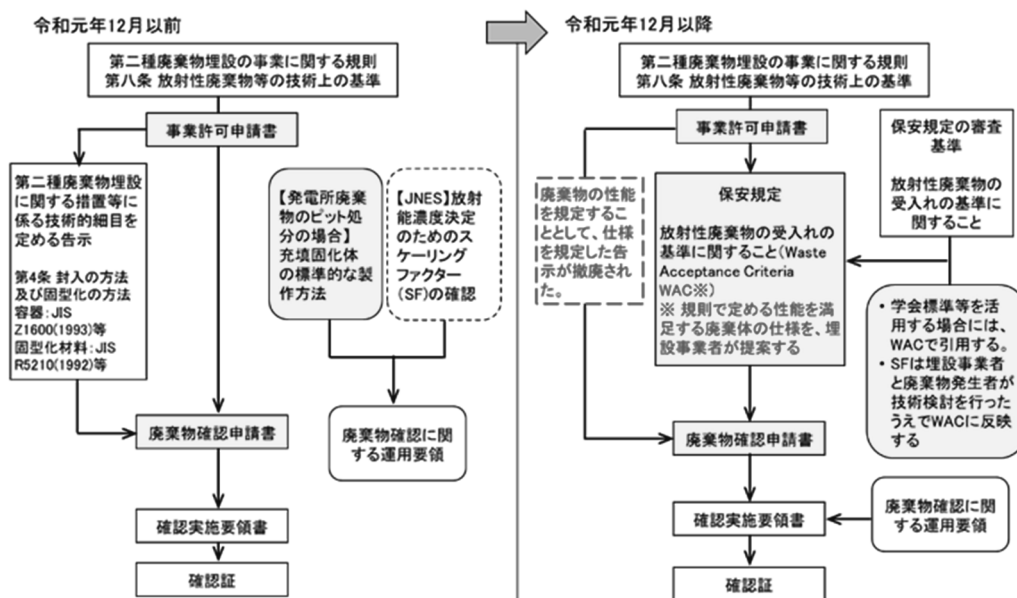 令和元年12月以前
第二種廃棄物埋設の事業に関する規則
第八条 放射性廃棄物等の技術上の基準
事業許可申請書
第二種廃棄物埋設
に関する措置等に
係る技術的細目を
定める告示
第4条 封入の方法
及び固型化の方法
容器:JIS
Z1600(1993)等
固型化材料:JIS
R5210(1992)等
【発電所廃棄
物のピット処
分の場合】
充填固化体
の標準的な製
作方法
【JNES】放射
能濃度決定
のためのスケ
ーリング
ファクター
(SF)の確認
廃棄物確認に関
する運用要領
廃棄物確認申請書
確認実施要領書
確認証
令和元年12月以降
第二種廃棄物埋設の事業に関する規則
第八条 放射性廃棄物等の技術上の基準
事業許可申請書
廃棄物の性能
を規定するこ
ととして、仕様
を規定した告
示が撤廃され
た。
保安規定
放射性廃棄物の受入れの
基準に関すること(Waste
Acceptance Criteria
WAC※)
※ 規則で定める性能を満
足する廃棄体の仕様を、埋
設事業者が提案する
保安規定の審査
基準
放射性廃棄物の
受入れの基準に
関すること
• 学会標準等を活
用する場合には、
WACで引用する。
• SFは埋設事業者
と廃棄物発生者が
技術検討を行った
うえでWACに反映
する
廃棄物確認申請書
確認実施要領書
廃棄物確認に関
する運用要領
確認証